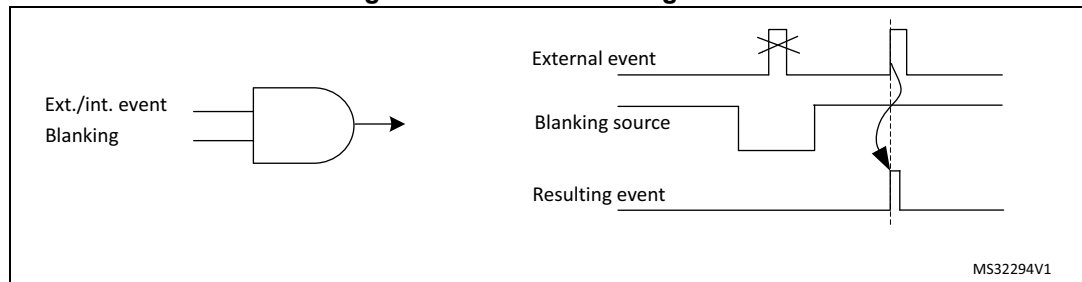 Ext./int. event
Blanking
External event
Blanking source
Resulting event
MS32294V1